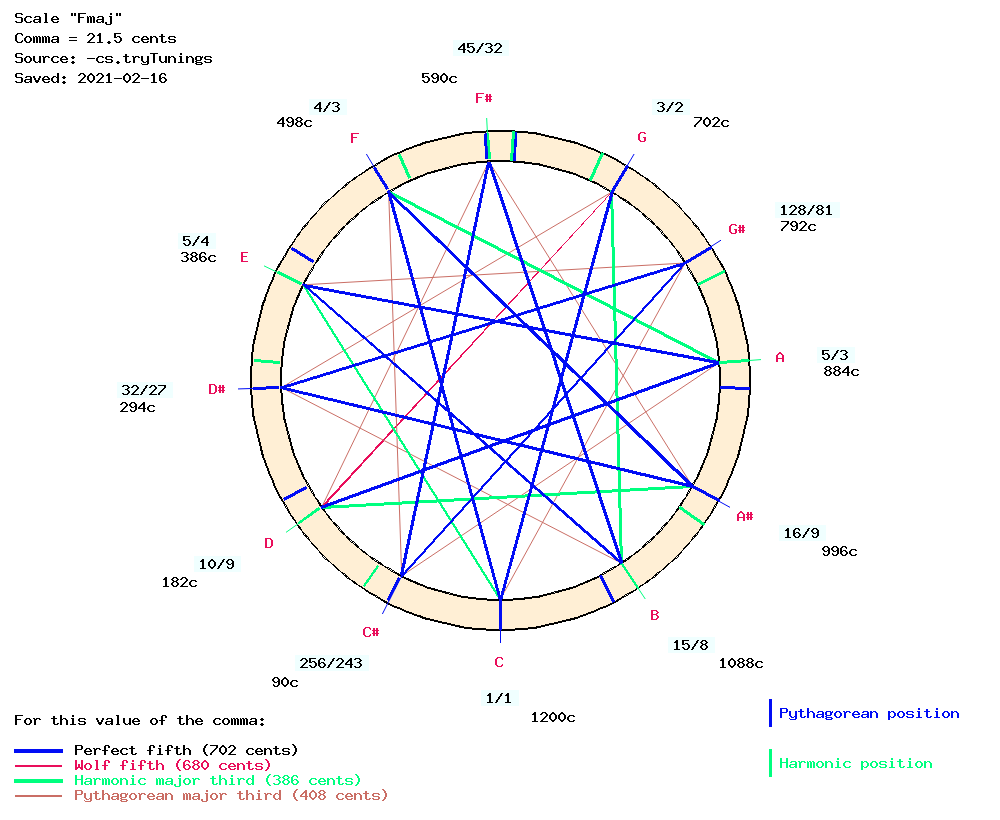 Scale "Fmaj"
Comma = 21.5 cents
Source: -cs.tryTunings
Saved: 2021-02-16
45/32
590c
F#
4/3
498c
F
3/2
702c
G
128/81
792c
G#
5/4
386c
E
5/3
884c
A
32/27
294c
D#
16/9
996c
A#
10/9
182c
D
15/8
1088c
B
256/243
90c
C#
C
1/1
1200c
For this value of the comma:
Perfect fifth (702 cents)
Wolf fifth (680 cents)
Harmonic major third (386 cents)
Pythagorean major third (408 cents)
Pythagorean position
Harmonic position